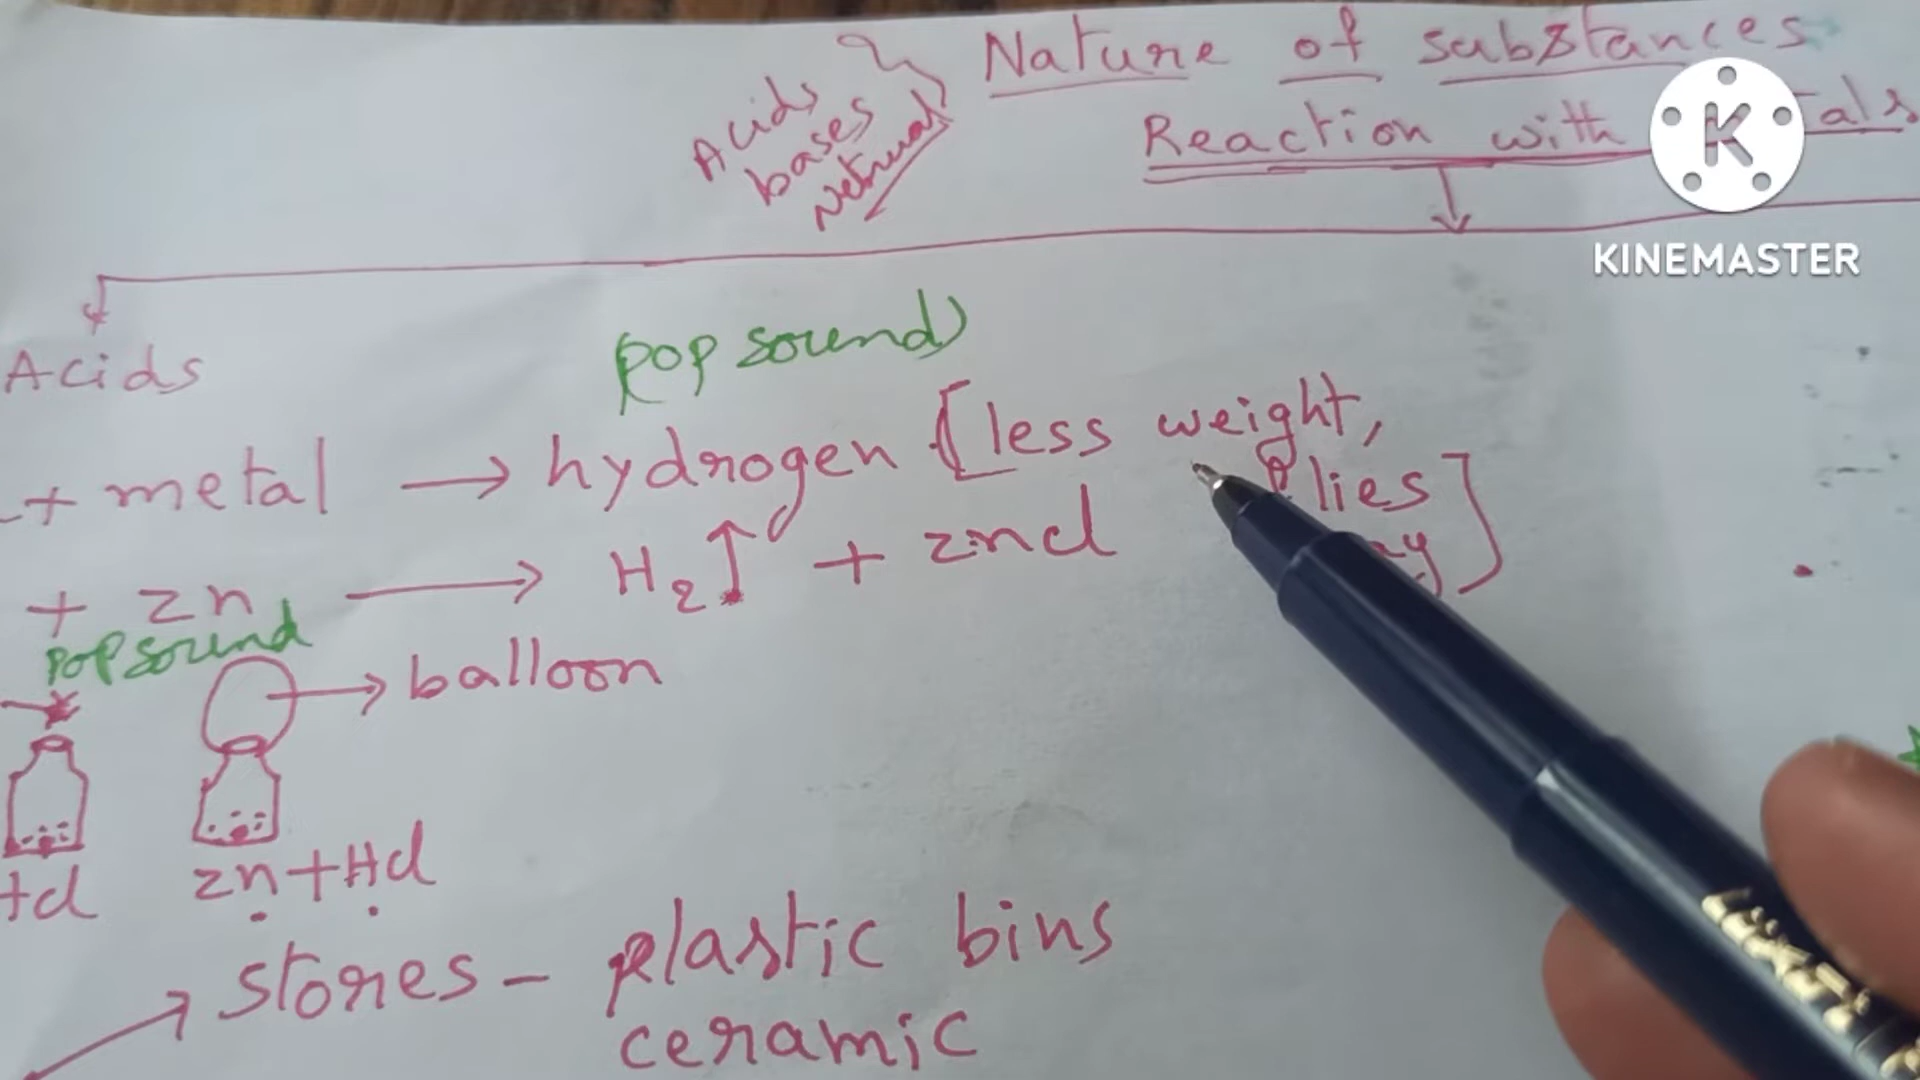 Nature of substances
Acids
bases
Netrual
Reaction with
KINEMASTER
Acids
(pop sound)
+ metal → hydrogen [less weight,
flies
+ zn → H2↑ + zncl
pop sound
balloon
zn + Hcl
stores - plastic bins
ceramic